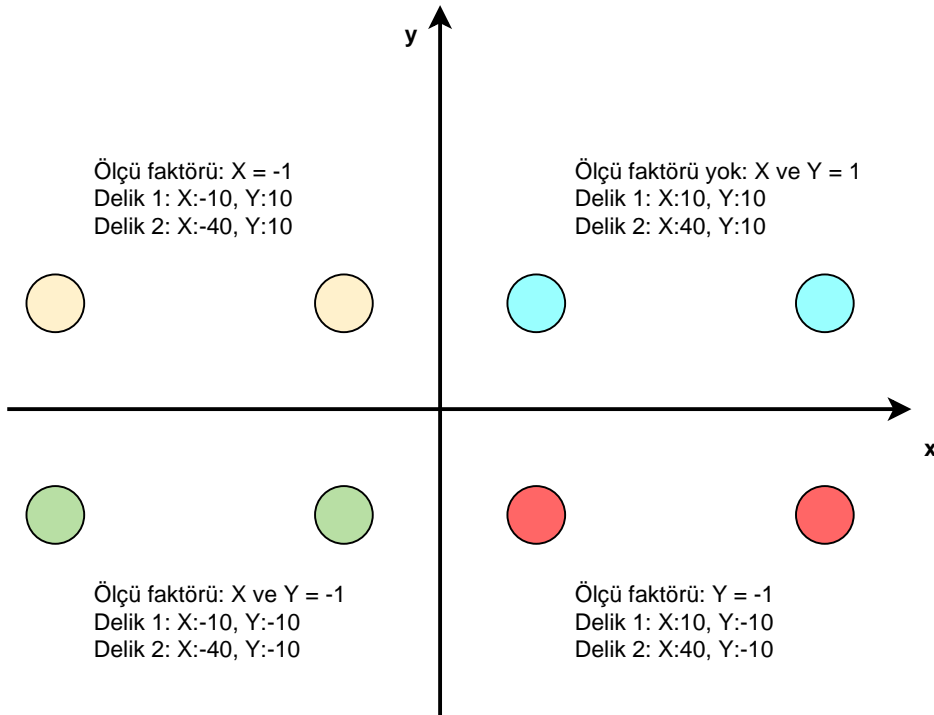 y
Ölçü faktörü: X = -1
Delik 1: X:-10, Y:10
Delik 2: X:-40, Y:10
Ölçü faktörü yok: X ve Y = 1
Delik 1: X:10, Y:10
Delik 2: X:40, Y:10
x
Ölçü faktörü: X ve Y = -1
Delik 1: X:-10, Y:-10
Delik 2: X:-40, Y:-10
Ölçü faktörü: Y = -1
Delik 1: X:10, Y:-10
Delik 2: X:40, Y:-10